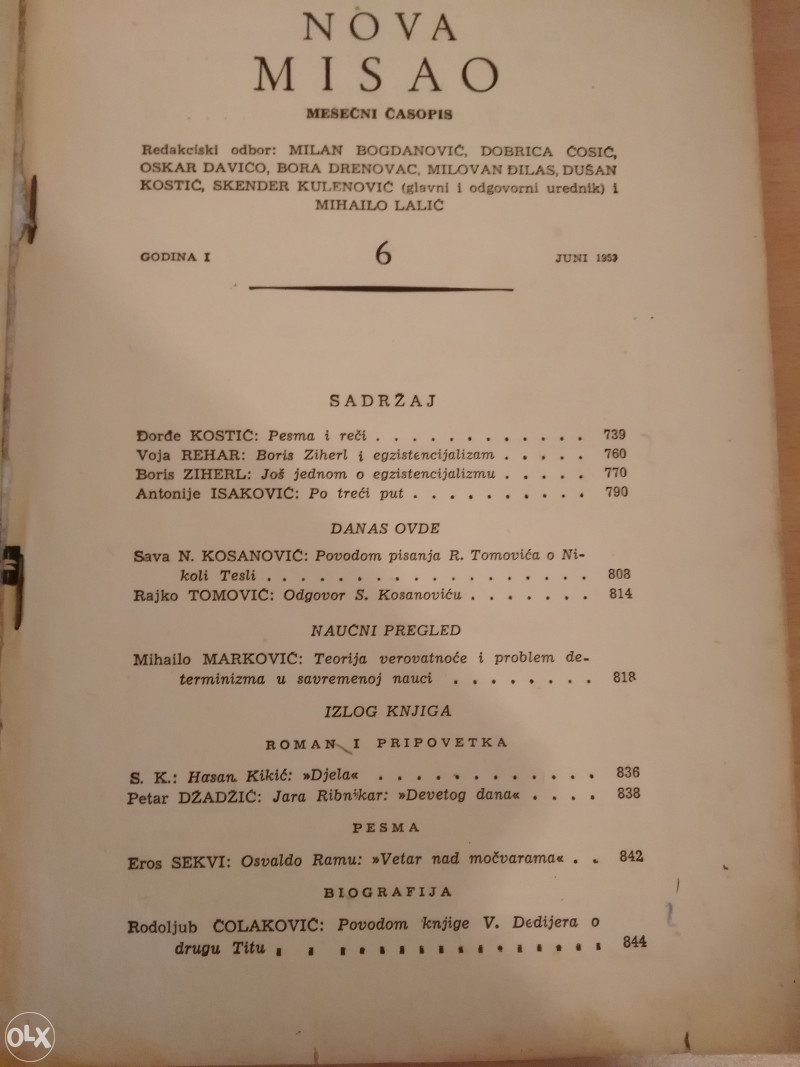 NOVA
MISAO
MESEČNI ČASOPIS
Redakciski odbor: MILAN BOGDANOVIĆ, DOBRICA ĆOSIĆ,
OSKAR DAVIČO, BORA DRENOVAC, MILOVAN ĐILAS, DUŠAN
KOSTIĆ, SKENDER KULENOVIĆ (glavni i odgovorni urednik) i
MIHAILO LALIĆ
GODINA I 6 JUNI 1953
SADRŽAJ
Đorđe KOSTIĆ: Pesma i reči . . . . . . . . . . . . 739
Voja REHAR: Boris Ziherl i egzistencijalizam . . . . . 760
Boris ZIHERL: Još jednom o egzistencijalizmu . . . . . 770
Antonije ISAKOVIĆ: Po treći put . . . . . . . . . . 790
DANAS OVDE
Sava N. KOSANOVIĆ: Povodom pisanja R. Tomovića o Ni-
koli Tesli . . . . . . . . . . . . . . . . . . 808
Rajko TOMOVIĆ: Odgovor S. Kosanoviću . . . . . . . 814
NAUČNI PREGLED
Mihailo MARKOVIĆ: Teorija verovatnoće i problem de-
terminizma u savremenoj nauci . . . . . . . . 818
IZLOG KNJIGA
ROMAN I PRIPOVETKA
S. K.: Hasan Kikić: »Djela« . . . . . . . . . . . . 836
Petar DŽADŽIĆ: Jara Ribnikar: »Devetog dana« . . . . 838
PESMA
Eros SEKVI: Osvaldo Ramu: »Vetar nad močvarama« . . 842
BIOGRAFIJA
Rodoljub ČOLAKOVIĆ: Povodom knjige V. Dedijera o
drugu Titu . . . . . . . . . . . . . . . . . 844
OLX